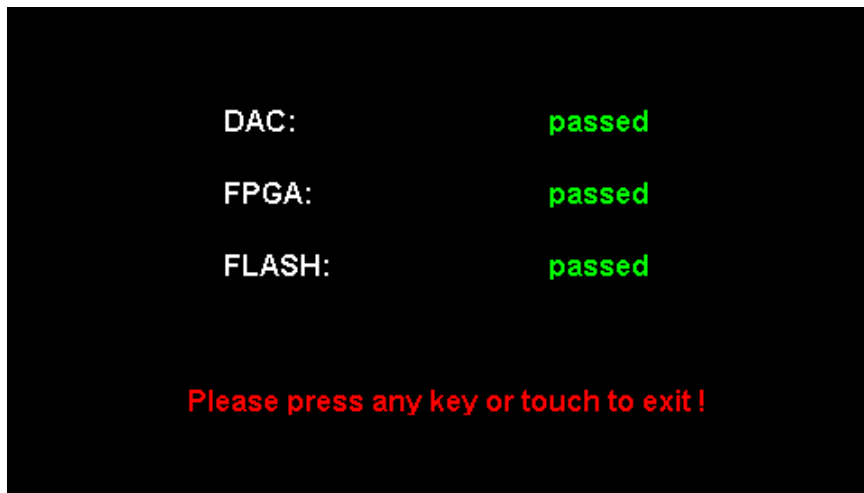 DAC: passed
FPGA: passed
FLASH: passed
Please press any key or touch to exit !